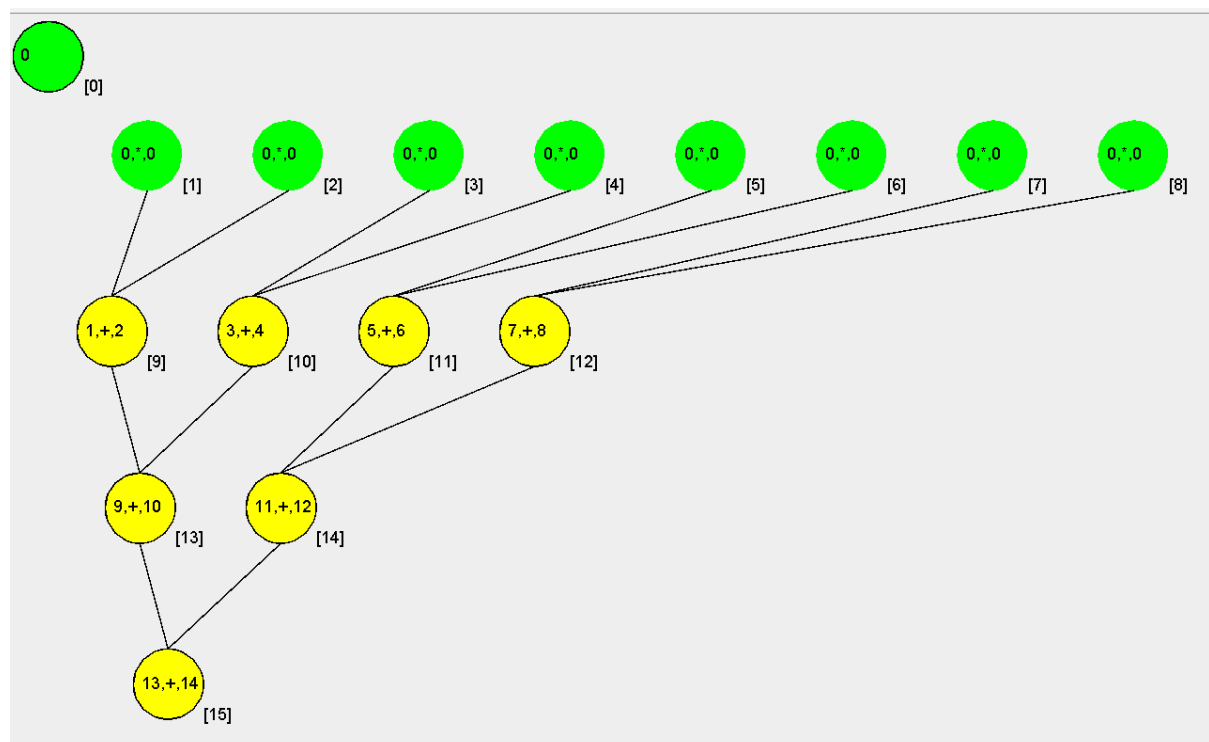 0
[0]
0,*,0 0,*,0 0,*,0 0,*,0 0,*,0 0,*,0 0,*,0 0,*,0
[1] [2] [3] [4] [5] [6] [7] [8]
1,+,2 3,+,4 5,+,6 7,+,8
[9] [10] [11] [12]
9,+,10 11,+,12
[13] [14]
13,+,14
[15]